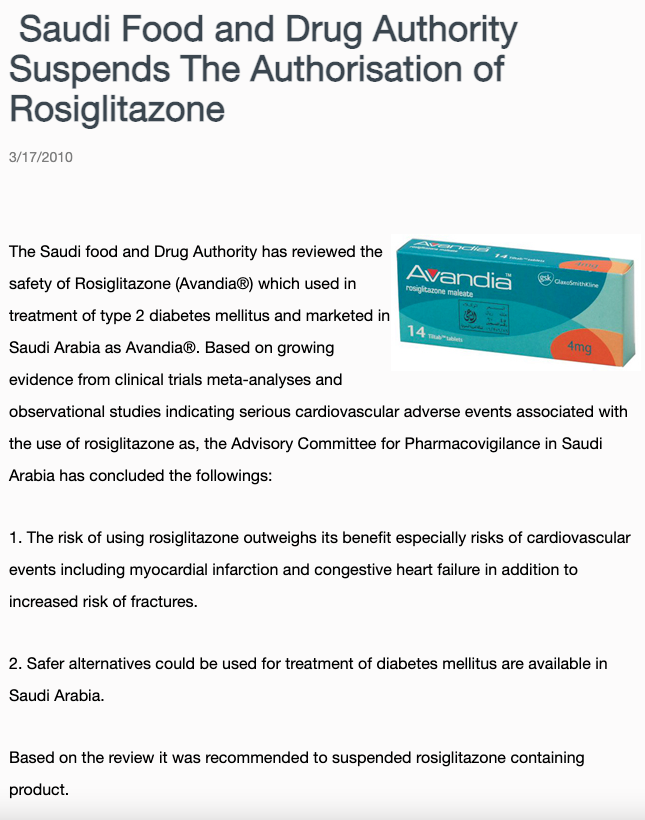 Saudi Food and Drug Authority
Suspends The Authorisation of
Rosiglitazone
3/17/2010
The Saudi food and Drug Authority has reviewed the
safety of Rosiglitazone (Avandia®) which used in
treatment of type 2 diabetes mellitus and marketed in
Saudi Arabia as Avandia®. Based on growing
evidence from clinical trials meta-analyses and
observational studies indicating serious cardiovascular adverse events associated with
the use of rosiglitazone as, the Advisory Committee for Pharmacovigilance in Saudi
Arabia has concluded the followings:
Avandia
14 Tiltab™ tablets
4mg
Avandia™
rosiglitazone maleate
gsk GlaxoSmithKline
14 Tiltab™ tablets
4mg
1. The risk of using rosiglitazone outweighs its benefit especially risks of cardiovascular
events including myocardial infarction and congestive heart failure in addition to
increased risk of fractures.
2. Safer alternatives could be used for treatment of diabetes mellitus are available in
Saudi Arabia.
Based on the review it was recommended to suspended rosiglitazone containing
product.